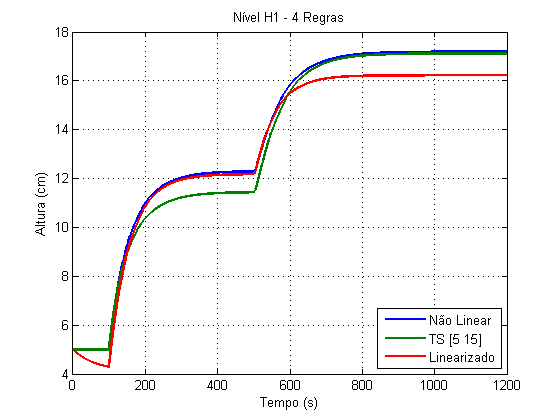 Nível H1 - 4 Regras
18
16
14
12
10
8
6
4
Altura (cm)
0
200
400
600
800
1000
1200
Tempo (s)
Não Linear
TS [5 15]
Linearizado